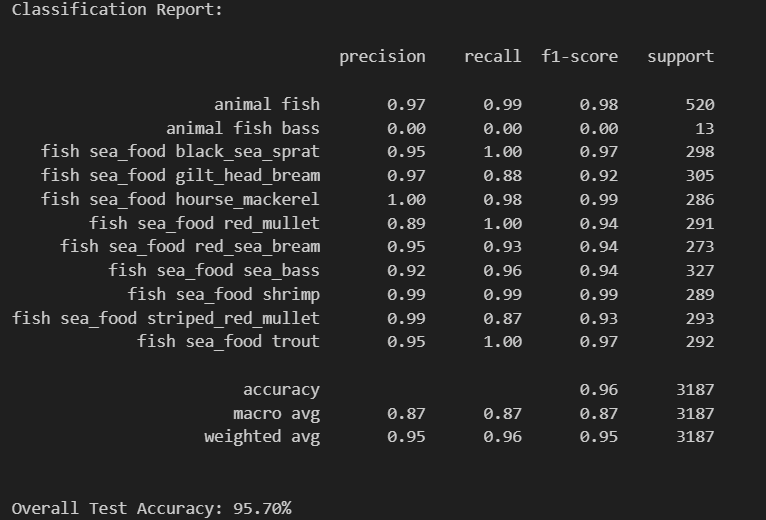 Classification Report:
precision recall f1-score support
animal fish 0.97 0.99 0.98 520
animal fish bass 0.00 0.00 0.00 13
fish sea_food black_sea_sprat 0.95 1.00 0.97 298
fish sea_food gilt_head_bream 0.97 0.88 0.92 305
fish sea_food hourse_mackerel 1.00 0.98 0.99 286
fish sea_food red_mullet 0.89 1.00 0.94 291
fish sea_food red_sea_bream 0.95 0.93 0.94 273
fish sea_food sea_bass 0.92 0.96 0.94 327
fish sea_food shrimp 0.99 0.99 0.99 289
fish sea_food striped_red_mullet 0.99 0.87 0.93 293
fish sea_food trout 0.95 1.00 0.97 292
accuracy 0.96 3187
macro avg 0.87 0.87 0.87 3187
weighted avg 0.95 0.96 0.95 3187
Overall Test Accuracy: 95.70%